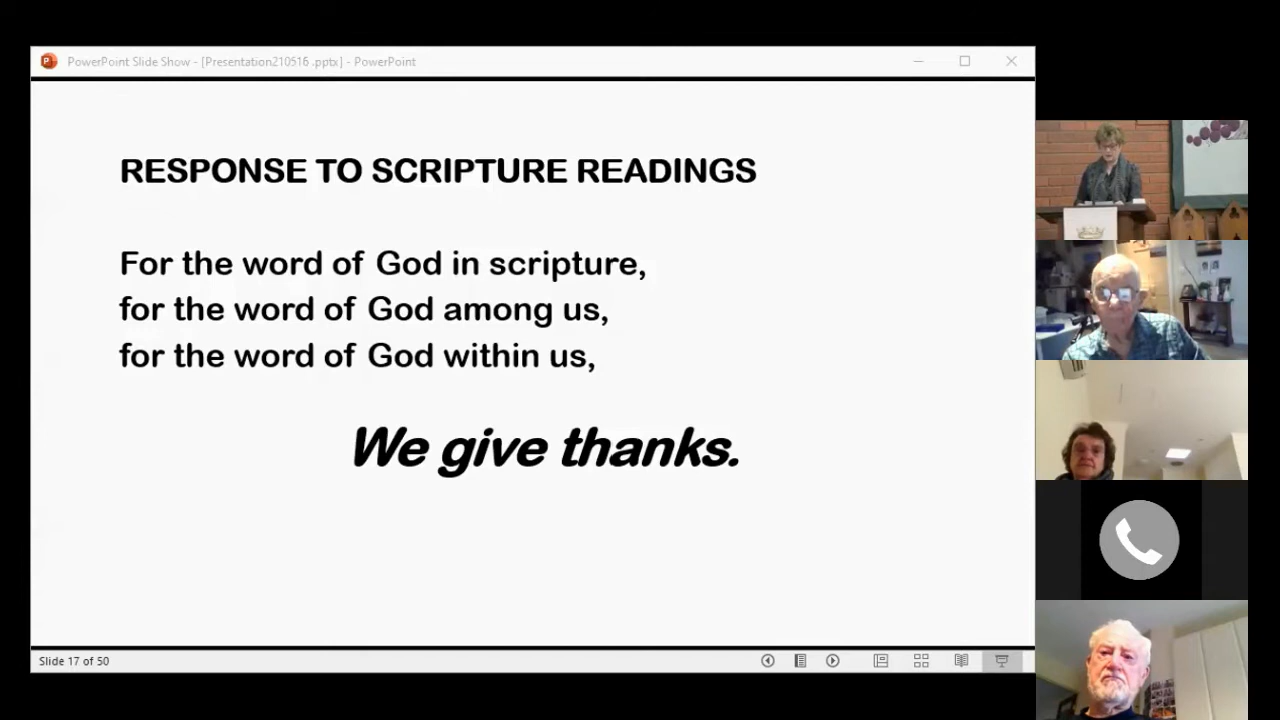 PowerPoint Slide Show - [Presentation210516 .pptx] - PowerPoint
RESPONSE TO SCRIPTURE READINGS
For the word of God in scripture,
for the word of God among us,
for the word of God within us,
We give thanks.
Slide 17 of 50